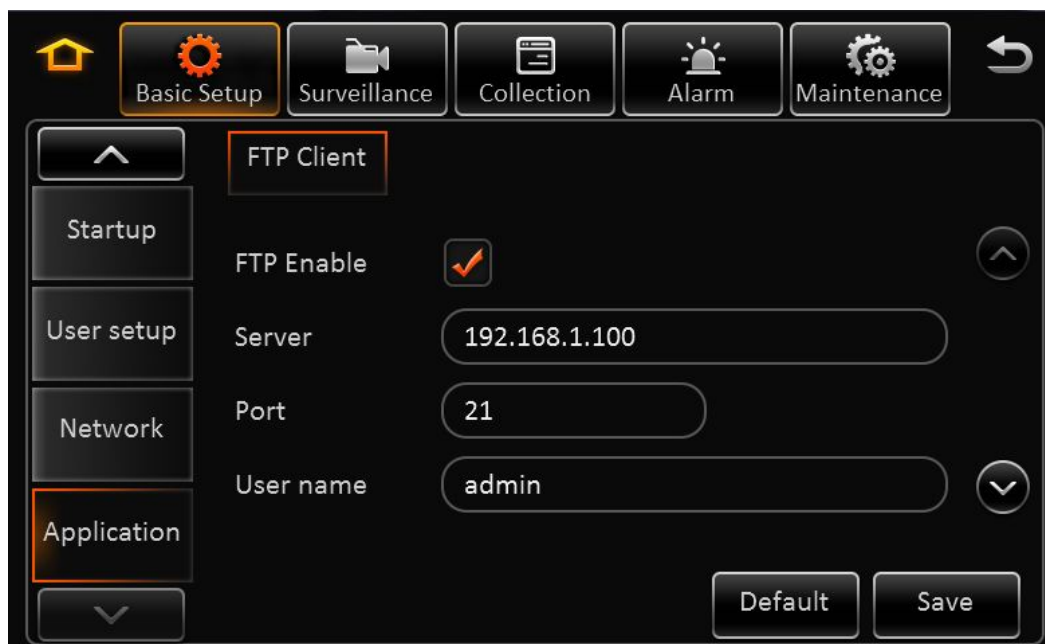 Basic Setup
Surveillance
Collection
Alarm
Maintenance
Startup
User setup
Network
Application
FTP Client
FTP Enable
Server
192.168.1.100
Port
21
User name
admin
Default
Save